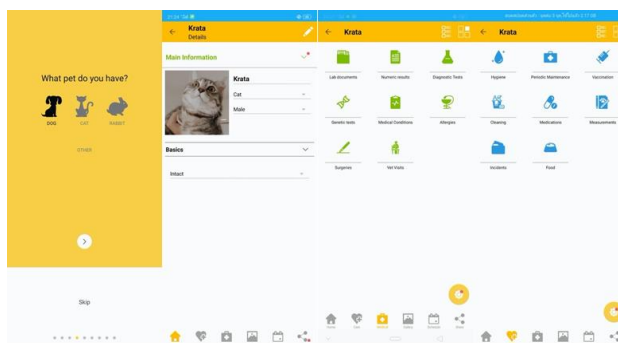 What pet do you have?
DOG
CAT
RABBIT
OTHER
Skip
Krata
Details
Main Information
Krata
Cat
Male
Basics
Intact
Krata
Lab documents
Numeric results
Diagnostic Tests
Genetic tests
Medical Conditions
Allergies
Surgeries
Vet Visits
Krata
Hygiene
Periodic Maintenance
Vaccination
Cleaning
Medications
Measurements
Incidents
Food